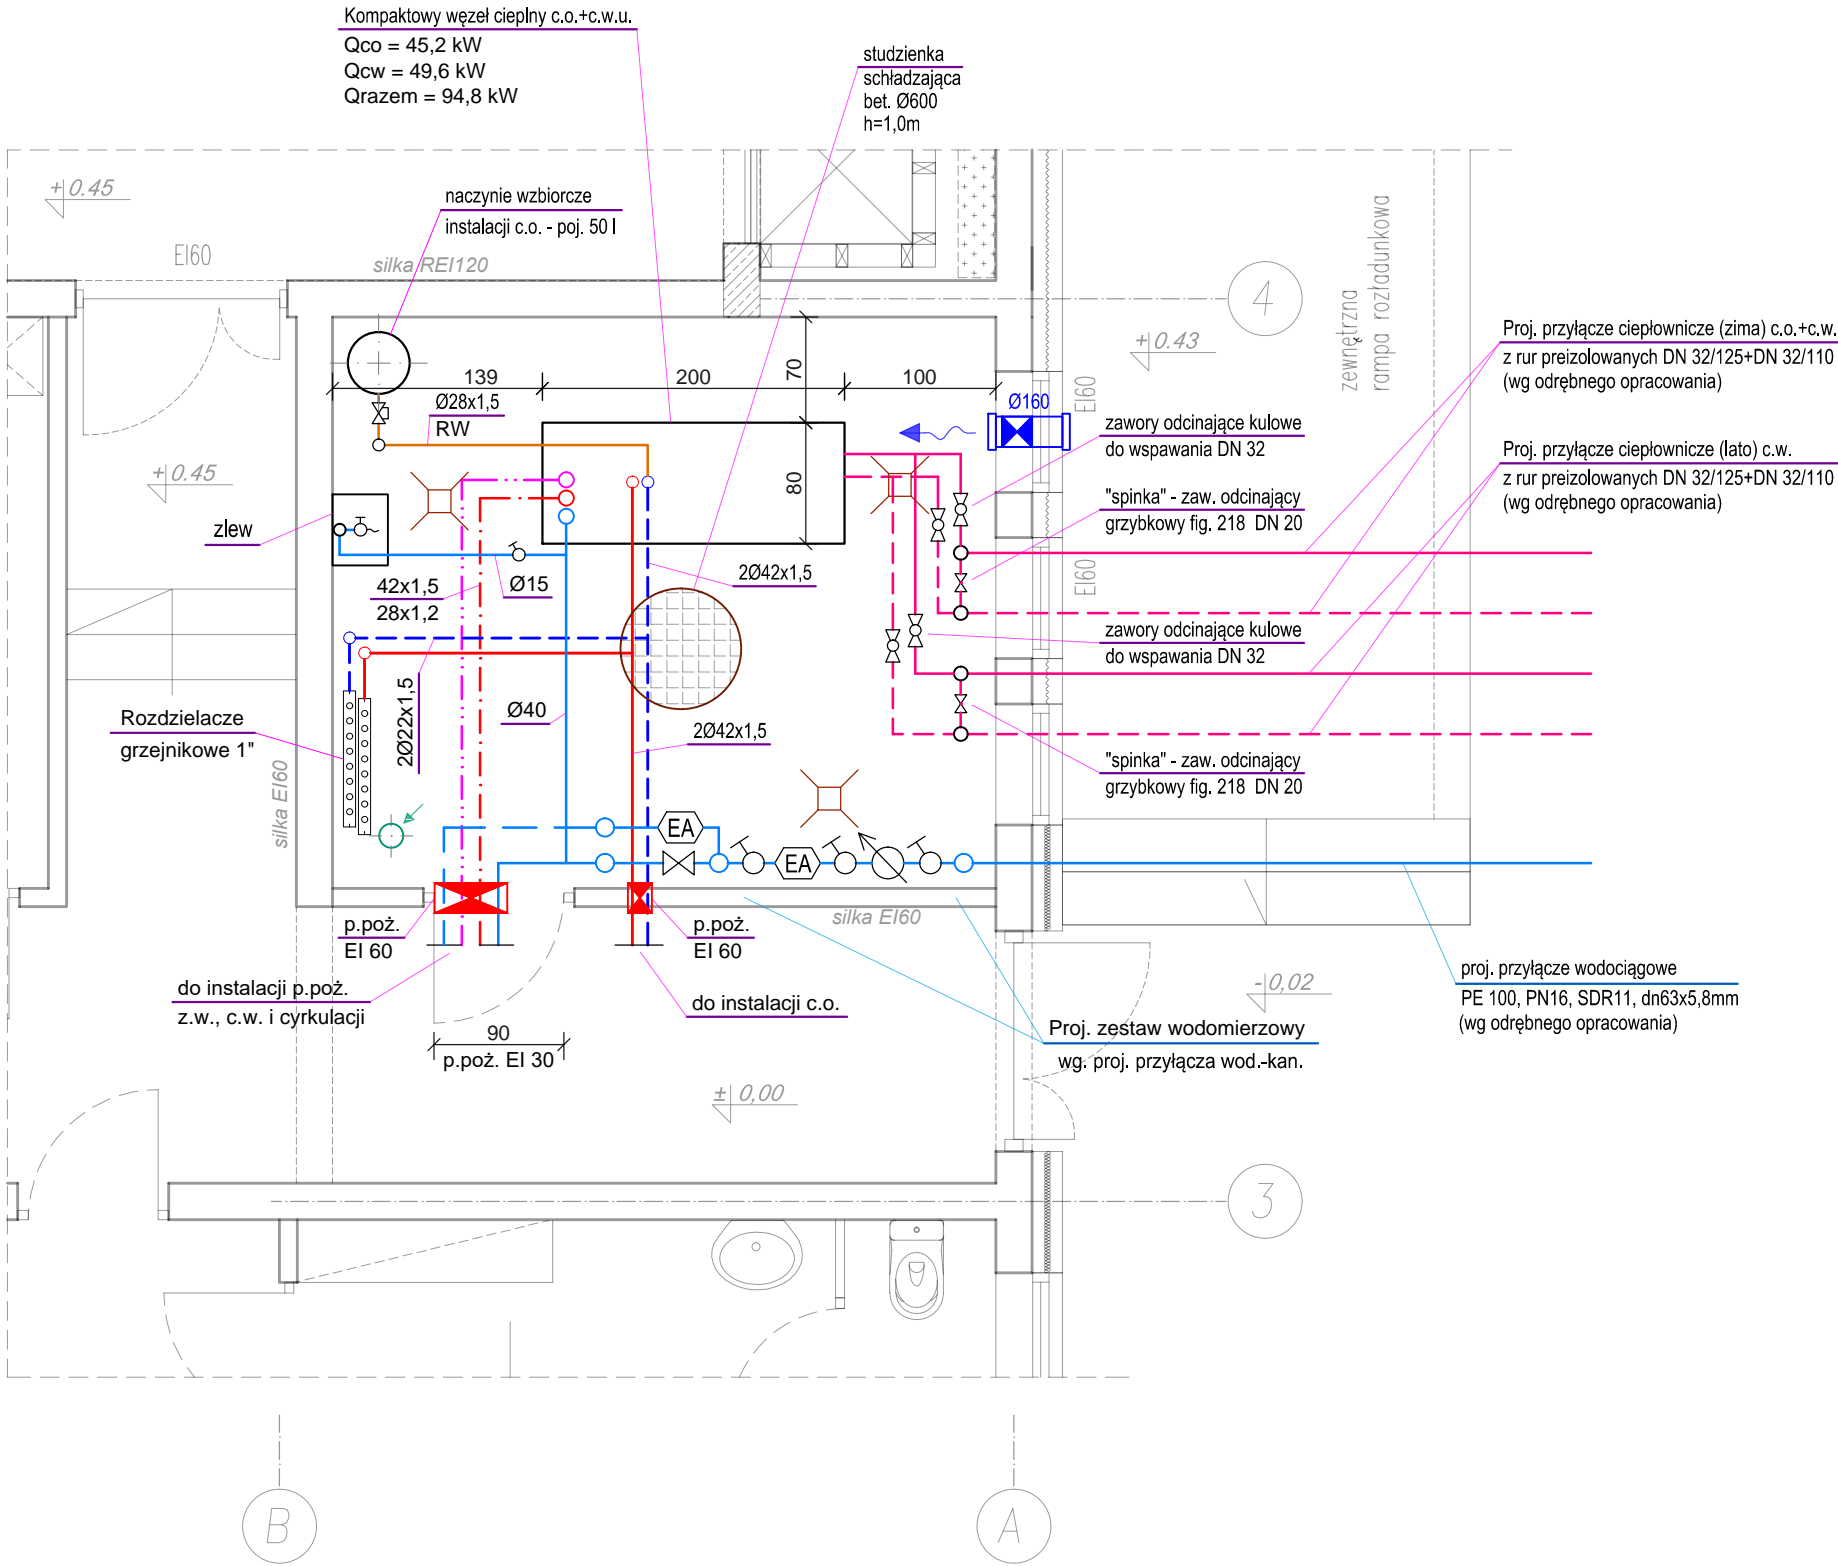 Kompaktowy węzeł cieplny c.o.+c.w.u.
Qco = 45,2 kW
Qcw = 49,6 kW
Qrazem = 94,8 kW
studzienka
schładzająca
bet. Ø600
h=1,0m
+0.45
naczynie wzbiorcze
instalacji c.o. - poj. 50 l
EI60
silka REI120
4
zewnętrzna
rampa rozładunkowa
+0.43
Proj. przyłącze ciepłownicze (zima) c.o.+c.w.
z rur preizolowanych DN 32/125+DN 32/110
(wg odrębnego opracowania)
139
200
70
100
Ø28x1,5
RW
Ø160
EI60
zawory odcinające kulowe
do wspawania DN 32
Proj. przyłącze ciepłownicze (lato) c.w.
z rur preizolowanych DN 32/125+DN 32/110
(wg odrębnego opracowania)
+0.45
80
"spinka" - zaw. odcinający
grzybkowy fig. 218 DN 20
zlew
42x1,5
28x1,2
Ø15
2Ø42x1,5
EI60
zawory odcinające kulowe
do wspawania DN 32
Rozdzielacze
grzejnikowe 1"
2Ø22x1,5
Ø40
2Ø42x1,5
"spinka" - zaw. odcinający
grzybkowy fig. 218 DN 20
silka EI60
EA
EA
silka EI60
p.poż.
EI 60
p.poż.
EI 60
do instalacji p.poż.
z.w., c.w. i cyrkulacji
do instalacji c.o.
-0,02
proj. przyłącze wodociągowe
PE 100, PN16, SDR11, dn63x5,8mm
(wg odrębnego opracowania)
90
p.poż. EI 30
Proj. zestaw wodomierzowy
wg. proj. przyłącza wod.-kan.
± 0,00
3
B
A